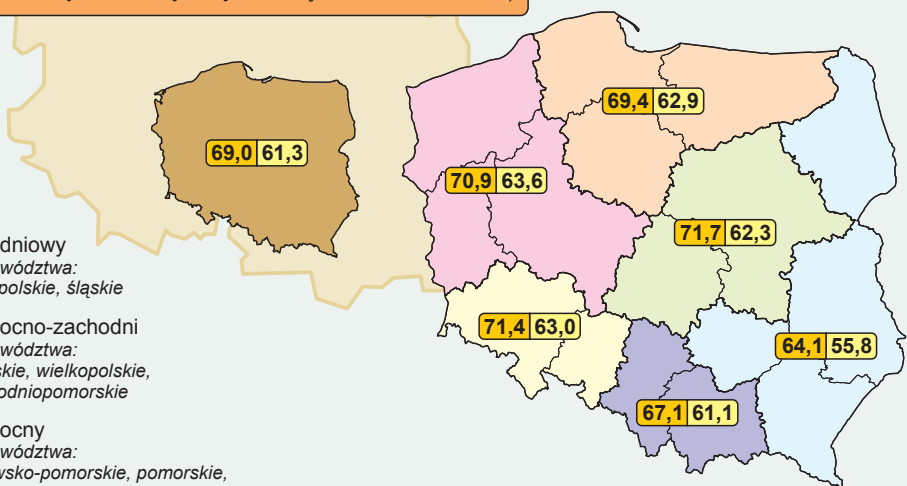 69,4 62,9
69,0 61,3
70,9 63,6
71,7 62,3
dniowy
wództwa:
polskie, śląskie
71,4 63,0
ocno-zachodni
wództwa:
skie, wielkopolskie,
odniopomorskie
64,1 55,8
67,1 61,1
ocny
wództwa:
wsko-pomorskie, pomorskie,